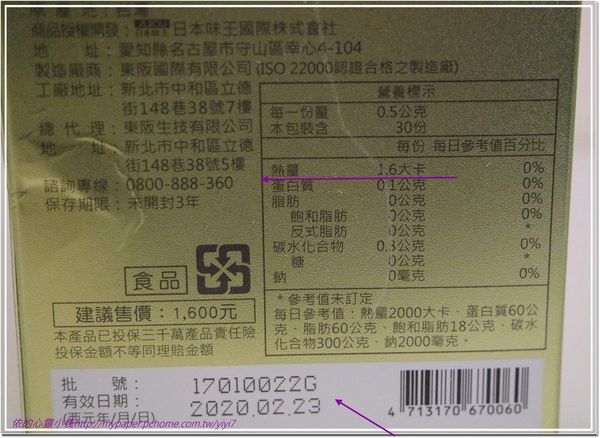 產 地：台灣
商品授權開發：AJIOU 日本味王國際株式會社
地 址：愛知縣名古屋市守山區幸心4-104
製造廠商：東阪國際有限公司(ISO 22000認證合格之製造廠)
工廠地址：新北市中和區立德
街148巷38號7樓
總 代 理：東阪生技有限公司
地 址：新北市中和區立德
街148巷38號5樓
諮詢專線：0800-888-360
保存期限：未開封3年
營養標示
每一份量 0.5公克
本包裝含 30份
每份 每日參考值百分比
熱量 1.6大卡 0%
蛋白質 0.1公克 0%
脂肪 0公克 0%
飽和脂肪 0公克 0%
反式脂肪 0公克 *
碳水化合物 0.3公克 0%
糖 0公克 *
鈉 0毫克 0%
*參考值未訂定
*每日參考值：熱量2000大卡、蛋白質60公
克、脂肪60公克、飽和脂肪18公克、碳水
化合物300公克、鈉2000毫克。
食品
建議售價：1,600元
本產品已投保三千萬產品責任險
投保金額不等同理賠金額
批 號：17010022G
有效日期：2020.02.23
(西元年/月/日)
4 713170 670060
依的心靈小棧http://mypaper.pchome.com.tw/yiyi7